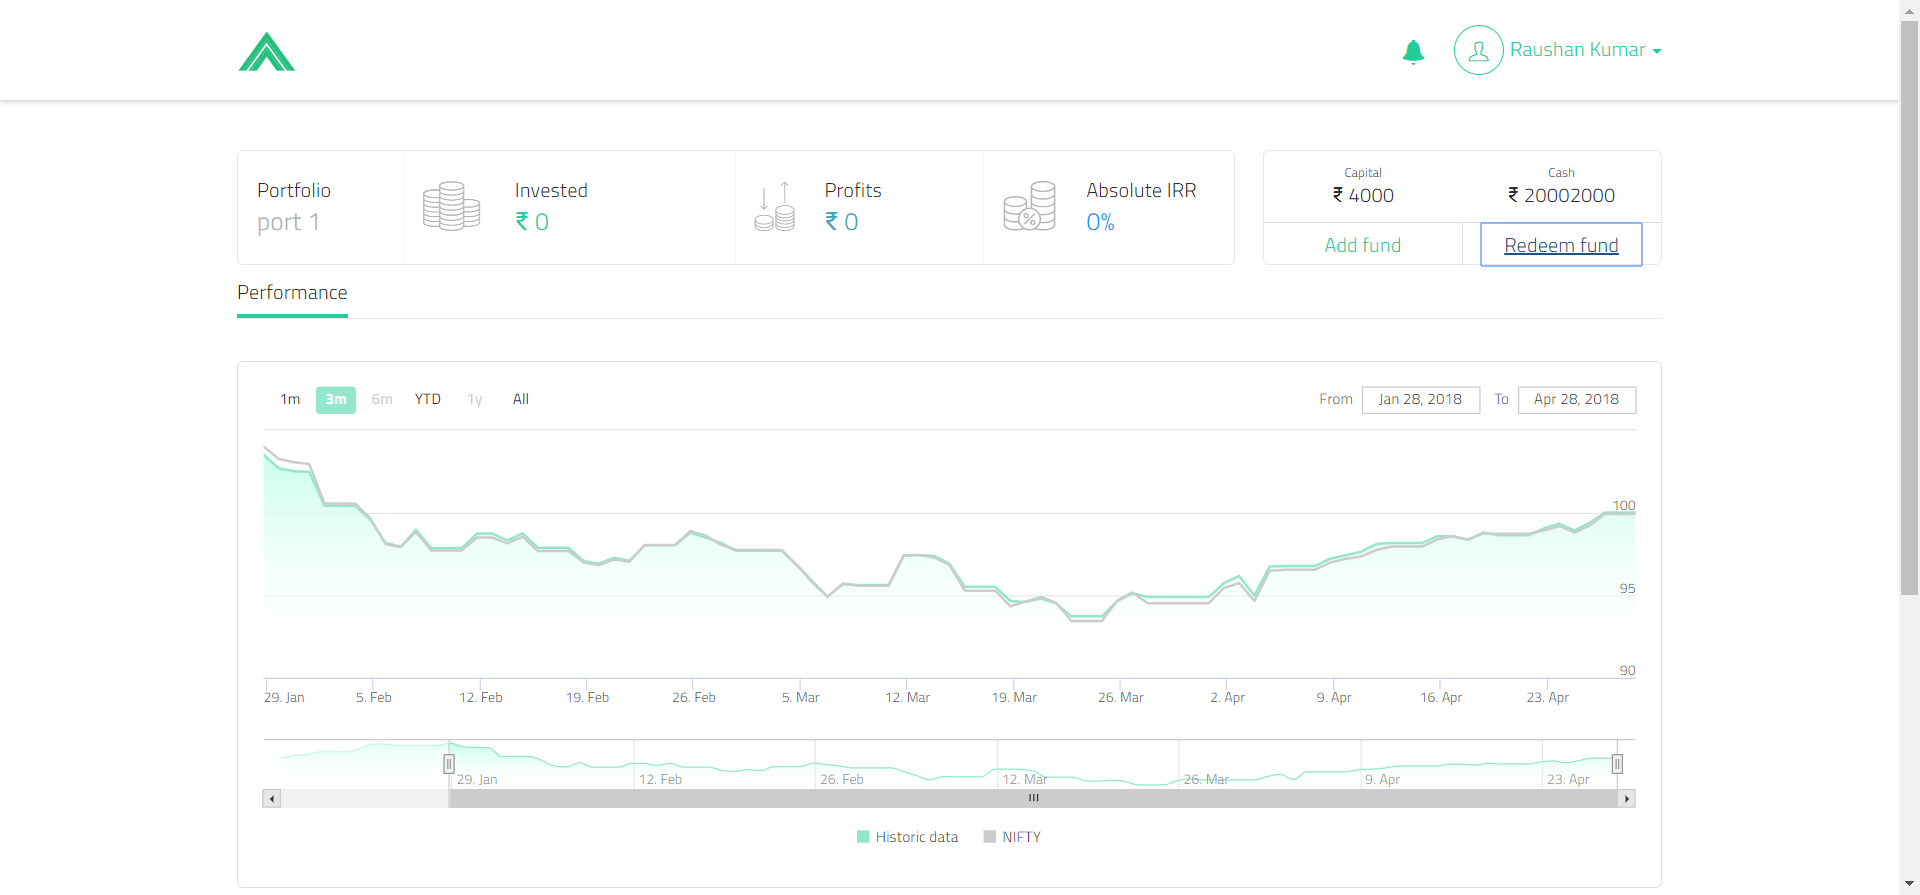 Raushan Kumar
Portfolio
port 1
Invested
₹ 0
Profits
₹ 0
Absolute IRR
0%
Capital
₹ 4000
Cash
₹ 20002000
Add fund
Redeem fund
Performance
1m 3m 6m YTD 1y All
From Jan 28, 2018 To Apr 28, 2018
100
95
90
29. Jan 5. Feb 12. Feb 19. Feb 26. Feb 5. Mar 12. Mar 19. Mar 26. Mar 2. Apr 9. Apr 16. Apr 23. Apr
29. Jan 12. Feb 26. Feb 12. Mar 26. Mar 9. Apr 23. Apr
Historic data NIFTY